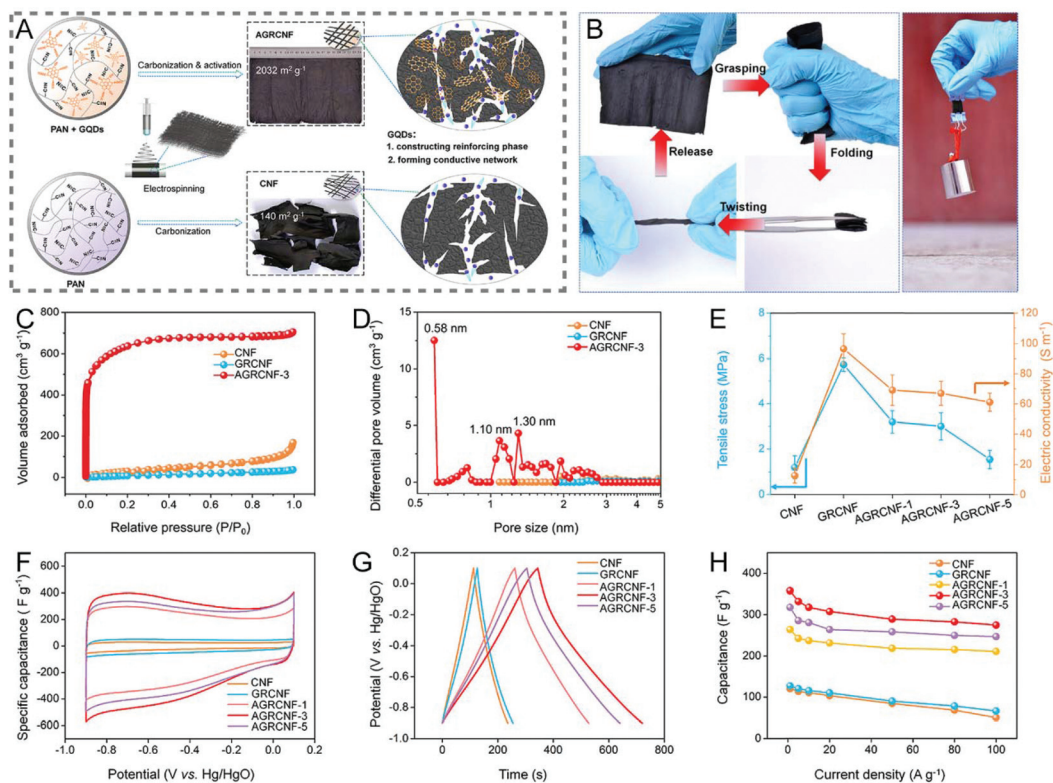 A
AGRCNF
Carbonization & activation
2032 m² g⁻¹
PAN + GQDs
GQDs:
1. constructing reinforcing phase
2. forming conductive network
Electrospinning
CNF
140 m² g⁻¹
Carbonization
PAN
B
Grasping
Release
Folding
Twisting
C
Volume adsorbed (cm³ g⁻¹)
800
600
400
200
0
CNF
GRCNF
AGRCNF-3
0.0 0.2 0.4 0.6 0.8 1.0
Relative pressure (P/P₀)
D
Differential pore volume (cm³ g⁻¹)
15
12
9
6
3
0
0.58 nm
1.10 nm
1.30 nm
CNF
GRCNF
AGRCNF-3
0.5 1 2 3 4 5
Pore size (nm)
E
Tensile stress (MPa)
8
6
4
2
0
CNF GRCNF AGRCNF-1 AGRCNF-3 AGRCNF-5
120
100
80
60
40
20
0
Electric conductivity (S m⁻¹)
F
Specific capacitance (F g⁻¹)
600
400
200
0
-200
-400
-600
CNF
GRCNF
AGRCNF-1
AGRCNF-3
AGRCNF-5
-1.0 -0.8 -0.6 -0.4 -0.2 0.0 0.2
Potential (V vs. Hg/HgO)
G
Potential (V vs. Hg/HgO)
0.2
0.0
-0.2
-0.4
-0.6
-0.8
-1.0
CNF
GRCNF
AGRCNF-1
AGRCNF-3
AGRCNF-5
0 200 400 600 800
Time (s)
H
Capacitance (F g⁻¹)
400
300
200
100
0
CNF
GRCNF
AGRCNF-1
AGRCNF-3
AGRCNF-5
0 20 40 60 80 100
Current density (A g⁻¹)